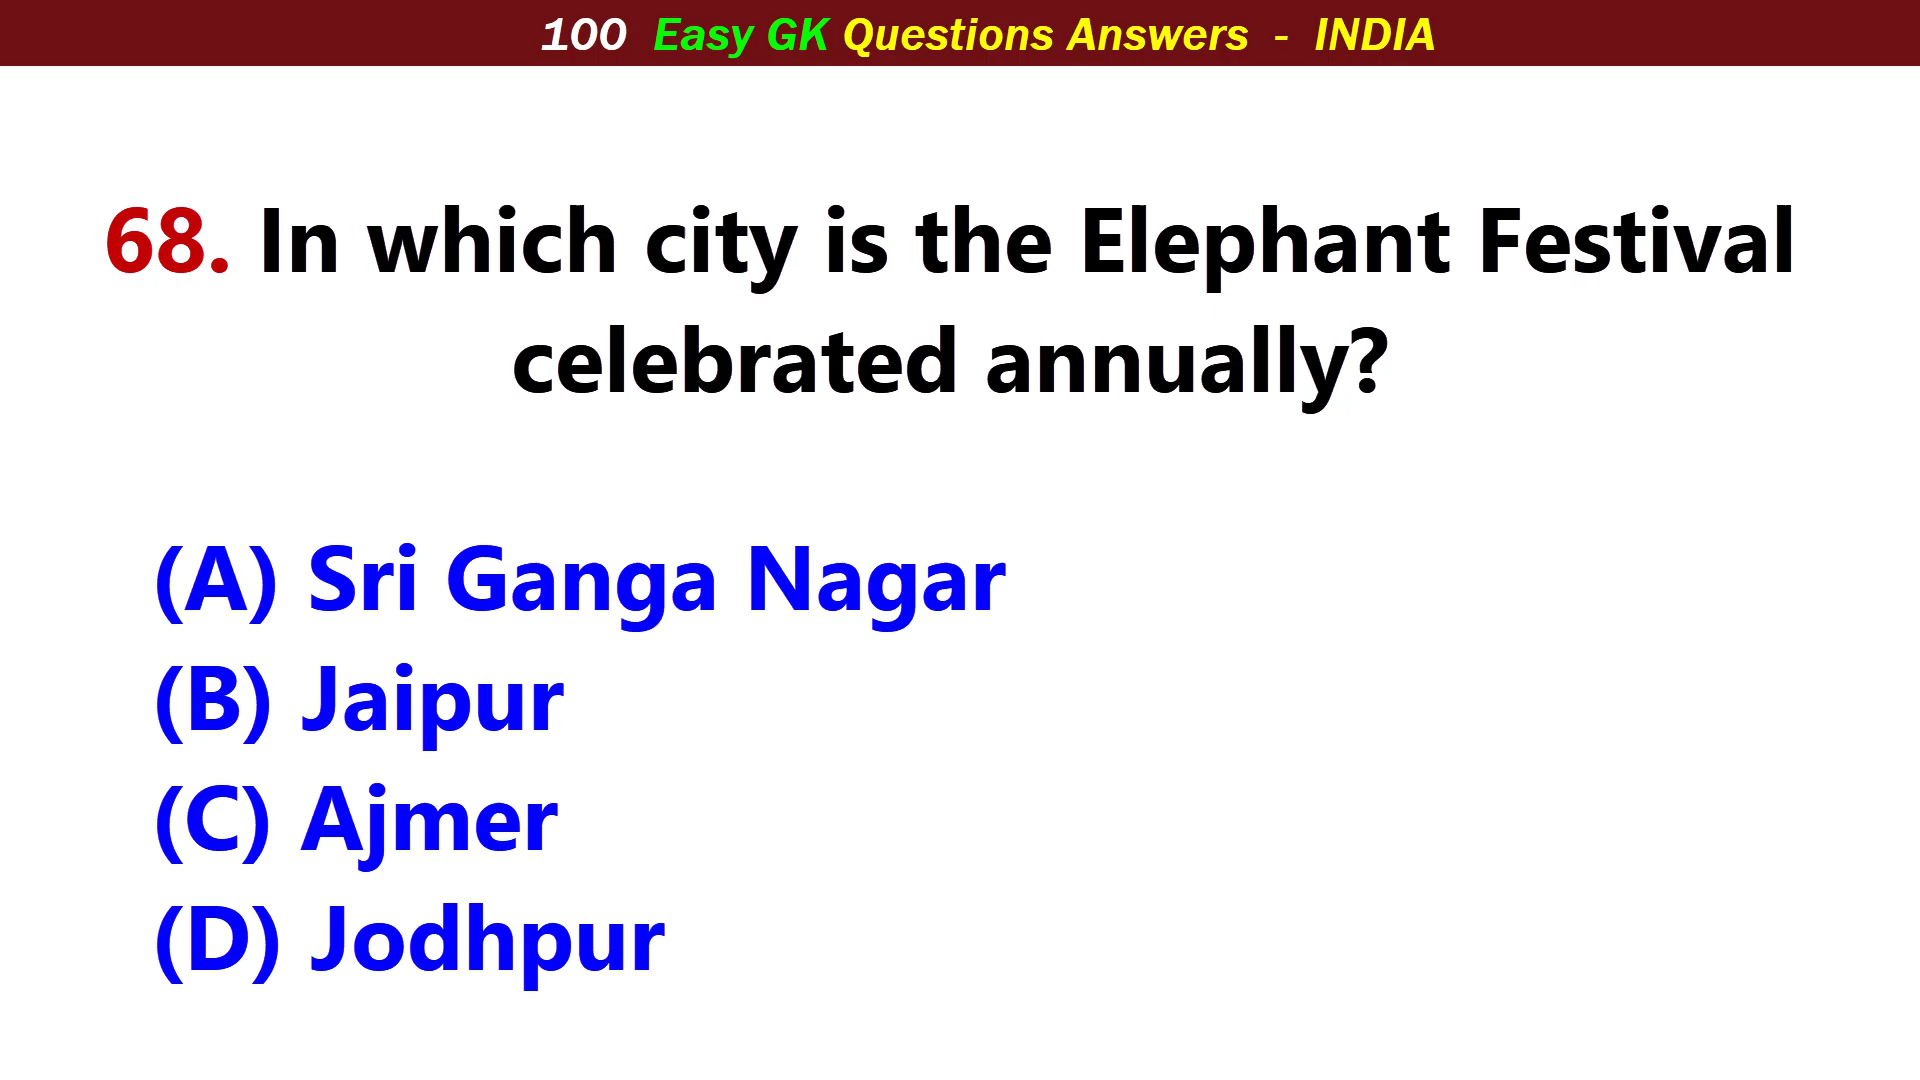 100 Easy GK Questions Answers - INDIA
68. In which city is the Elephant Festival
celebrated annually?
(A) Sri Ganga Nagar
(B) Jaipur
(C) Ajmer
(D) Jodhpur